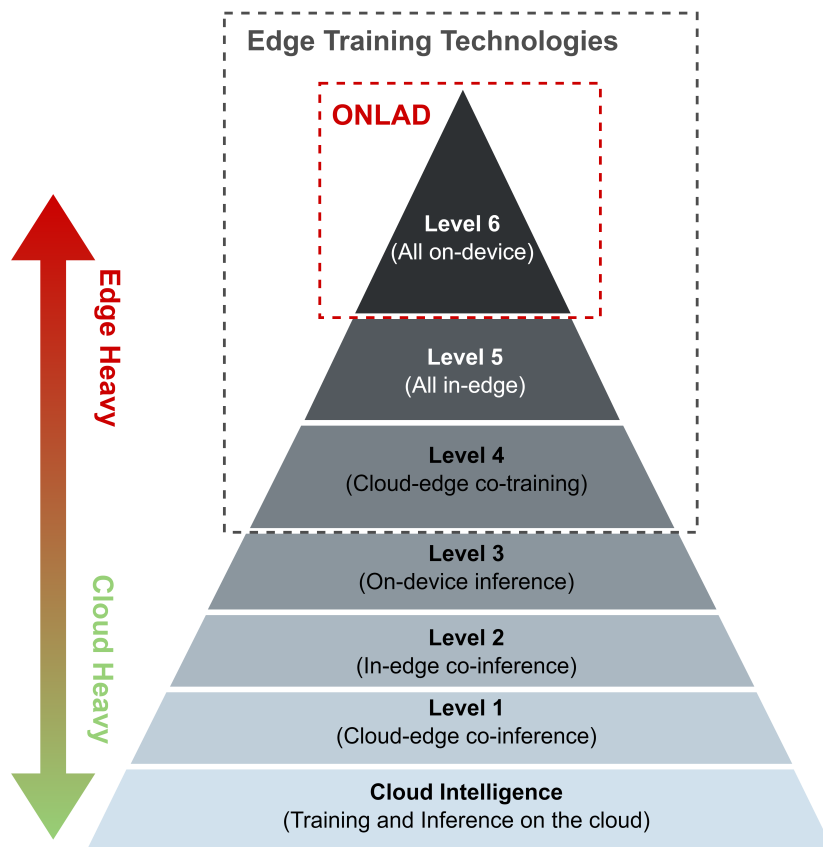 Edge Training Technologies
ONLAD
Level 6
(All on-device)
Level 5
(All in-edge)
Level 4
(Cloud-edge co-training)
Level 3
(On-device inference)
Level 2
(In-edge co-inference)
Level 1
(Cloud-edge co-inference)
Cloud Intelligence
(Training and Inference on the cloud)
Edge Heavy
Cloud Heavy